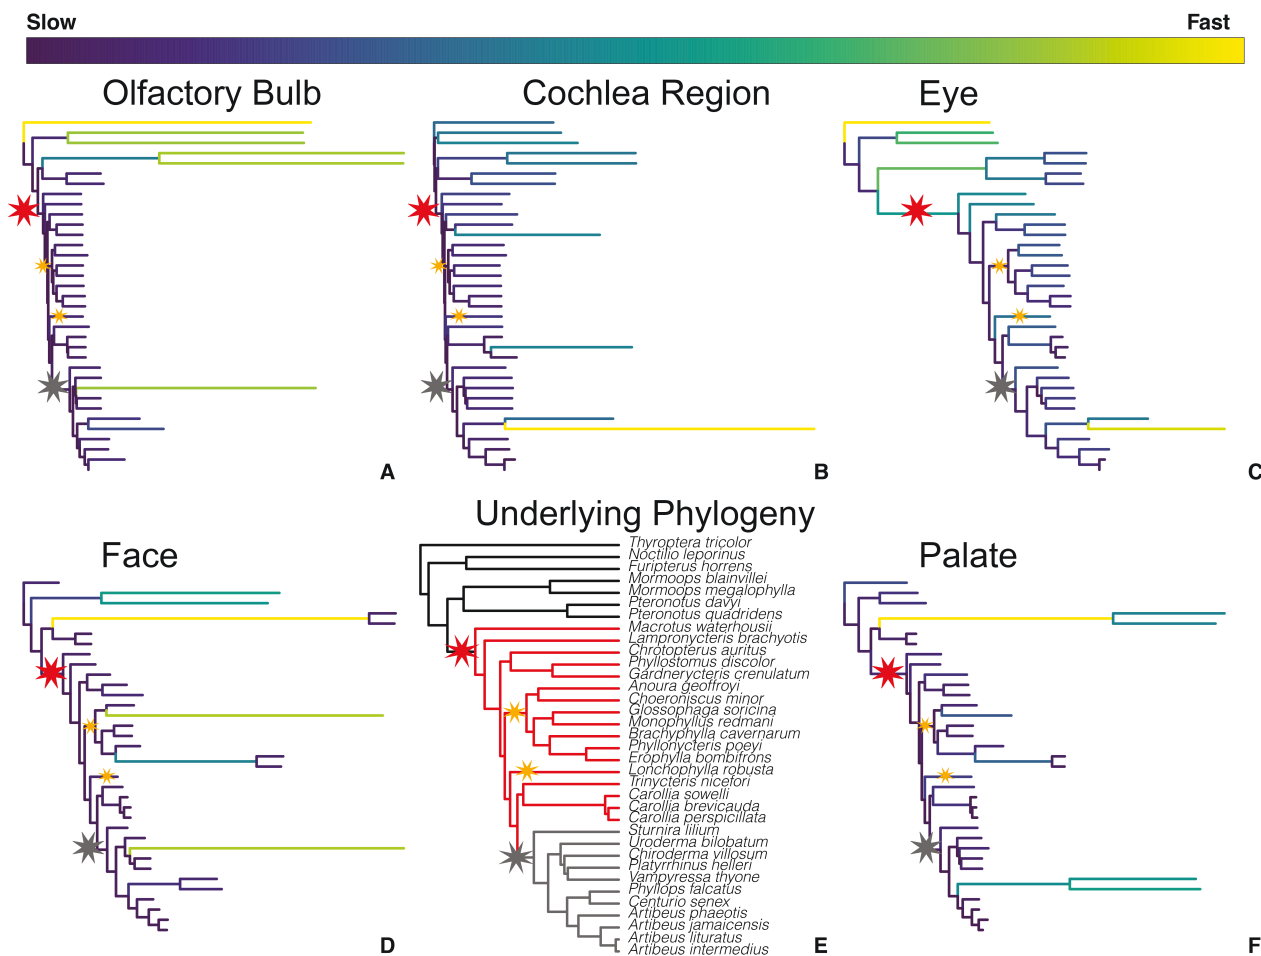 Slow
Fast
Olfactory Bulb
Cochlea Region
Eye
A
B
C
Underlying Phylogeny
Face
Palate
Thyroptera tricolor
Noctilio leporinus
Furipterus horrens
Mormoops blainvillei
Mormoops megalophylla
Pteronotus davyi
Pteronotus quadridens
Macrotus waterhousii
Lampronycteris brachyotis
Chrotopterus auritus
Phyllostomus discolor
Gardnerycteris crenulatum
Anoura geoffroyi
Choeroniscus minor
Glossophaga soricina
Monophyllus redmani
Brachyphylla cavernarum
Phyllonycteris poeyi
Erophylla bombifrons
Lonchophylla robusta
Trinycteris nicefori
Carollia sowelli
Carollia brevicauda
Carollia perspicillata
Sturnira lilium
Uroderma bilobatum
Chiroderma villosum
Platyrrhinus helleri
Vampyressa thyone
Phyllops falcatus
Centurio senex
Artibeus phaeotis
Artibeus jamaicensis
Artibeus lituratus
Artibeus intermedius
D
E
F